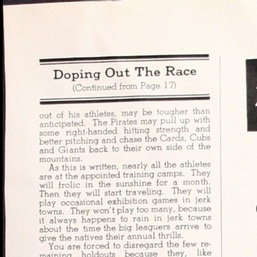 Doping Out The Race
(Continued from Page 17)
out of his athletes, may be tougher than
anticipated. The Pirates may pull up with
some right-handed hitting strength and
better pitching and chase the Cards, Cubs
and Giants back to their own side of the
mountains.
As this is written, nearly all the athletes
are at the appointed training camps. They
will frolic in the sunshine for a month.
Then they will start traveling. They will
play occasional exhibition games in jerk
towns. They won't play too many, because
it always happens to rain in jerk towns
about the time the big leaguers arrive to
give the natives their annual thrills.
You are forced to disregard the few re-
maining holdouts because they, like